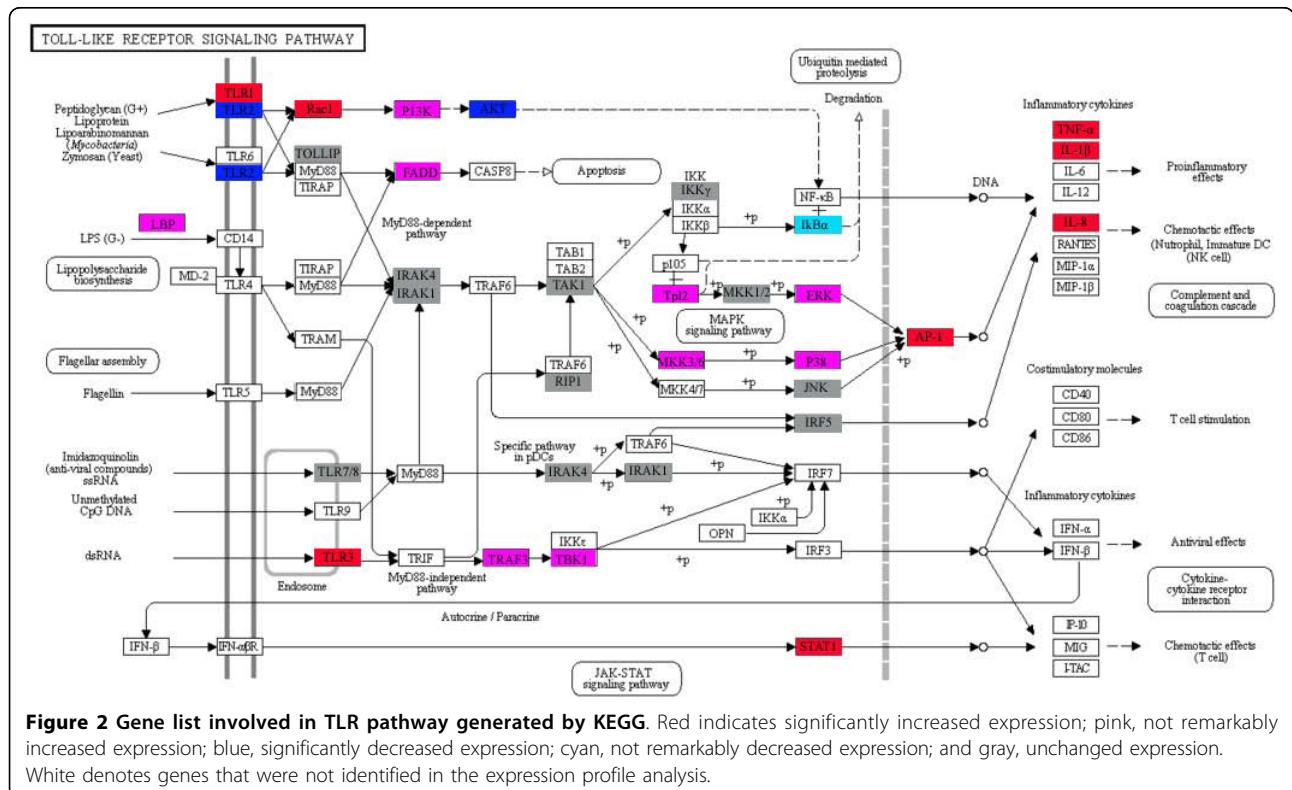 TOLL-LIKE RECEPTOR SIGNALING PATHWAY
Ubiquitin mediated
proteolysis
Degradation
Peptidoglycan (G+)
Lipoprotein
Lipoarabinomannan
(Mycobacteria)
Zymosan (Yeast)
TLR1
TLR2
TLR6
TLR2
Rac1
P13K
AKT
TOLLIP
MyD88
TIRAP
FADD
CASP8
Apoptosis
MyD88-dependent
pathway
IKK
IKKγ
IKKα
IKKβ
+p
+p
NF-κB
IkBα
DNA
Inflammatory cytokines
TNF-α
IL-1β
IL-6
IL-12
Proinflammatory
effects
IL-8
RANTES
MIP-1α
MIP-1β
Chemotactic effects
(Nutrophil, Immature DC
(NK cell)
Complement and
coagulation cascade
LBP
LPS (G-)
CD14
Lipopolysaccharide
biosynthesis
MD-2
TLR4
TIRAP
MyD88
IRAK4
IRAK1
TRAF6
TAB1
TAB2
TAK1
p105
Tpl2
+p
MKK1/2
+p
ERK
MAPK
signaling pathway
AP-1
+p
TRAM
Flagellar assembly
Flagellin
TLR5
MyD88
TRAF6
RIP1
+p
+p
MKK3/6
+p
P38
MKK4/7
+p
JNK
IRF5
Costimulatory molecules
CD40
CD80
CD86
T cell stimulation
Imidazoquinolin
(anti-viral compounds)
ssRNA
Unmethylated
CpG DNA
dsRNA
TLR7/8
TLR9
TLR3
Endosome
MyD88
Specific pathway
in pDCs
IRAK4
+p
+p
TRAF6
IRAK1
+p
IRF7
+p
IKKα
OPN
TRIF
MyD88-independent
pathway
TRAF3
IKKε
TBK1
+p
+p
IRF3
Inflammatory cytokines
IFN-α
IFN-β
Antiviral effects
Cytokine-
cytokine receptor
interaction
Autocrine / Paracrine
IFN-β
IFN-αβR
STAT1
JAK-STAT
signaling pathway
IP-10
MIG
I-TAC
Chemotactic effects
(T cell)
Figure 2 Gene list involved in TLR pathway generated by KEGG. Red indicates significantly increased expression; pink, not remarkably
increased expression; blue, significantly decreased expression; cyan, not remarkably decreased expression; and gray, unchanged expression.
White denotes genes that were not identified in the expression profile analysis.